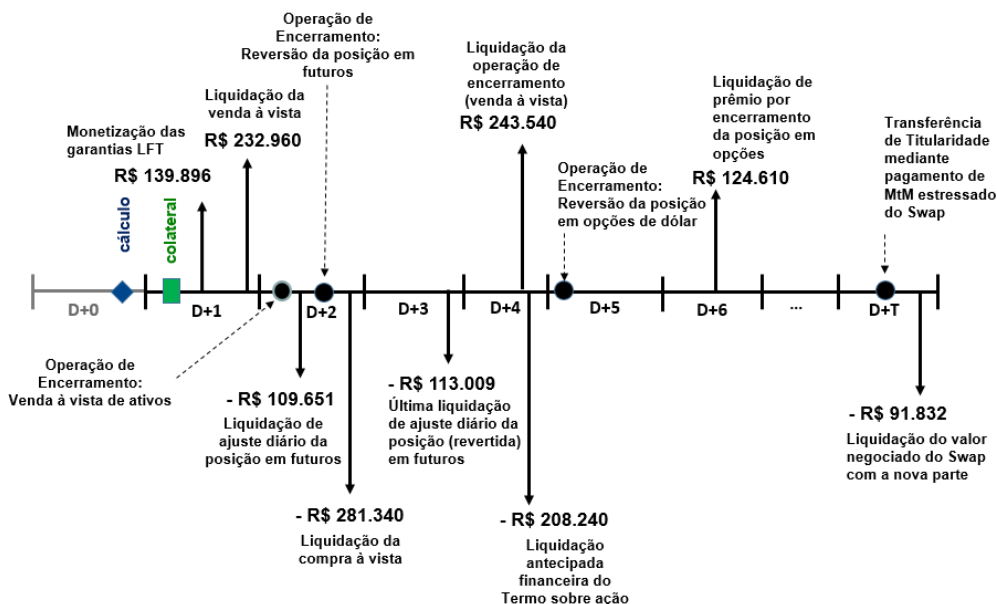 Operação de
Encerramento:
Reversão da posição em
futuros
Liquidação da
venda à vista
R$ 232.960
Monetização das
garantias LFT
R$ 139.896
cálculo
colateral
Liquidação da
operação de
encerramento
(venda à vista)
R$ 243.540
Operação de
Encerramento:
Reversão da posição
em opções de dólar
Liquidação de
prêmio por
encerramento
da posição em
opções
R$ 124.610
Transferência
de Titularidade
mediante
pagamento de
MtM estressado
do Swap
D+0
D+1
D+2
D+3
D+4
D+5
D+6
...
D+T
Operação de
Encerramento:
Venda à vista de ativos
- R$ 109.651
Liquidação de
ajuste diário da
posição em futuros
- R$ 281.340
Liquidação da
compra à vista
- R$ 113.009
Última liquidação
de ajuste diário da
posição (revertida)
em futuros
- R$ 208.240
Liquidação
antecipada
financeira do
Termo sobre ação
- R$ 91.832
Liquidação do valor
negociado do Swap
com a nova parte